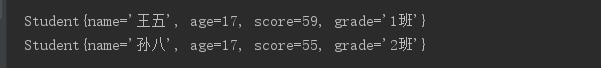 Student{name='王五', age=17, score=59, grade='1班'}
Student{name='孙八', age=17, score=55, grade='2班'}